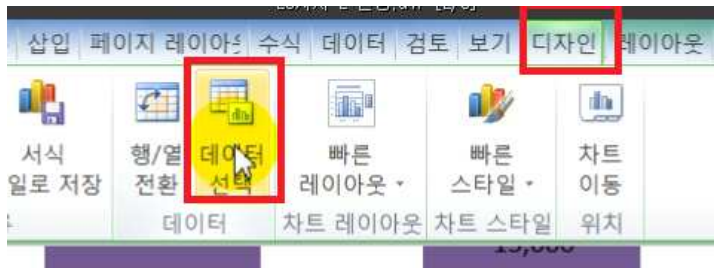 삽입 페이지 레이아웃 수식 데이터 검토 보기 디자인 레이아웃
서식 행/열 데이터 빠른 빠른 차트
일로 저장 전환 선택 레이아웃 스타일 이동
데이터 차트 레이아웃 차트 스타일 위치